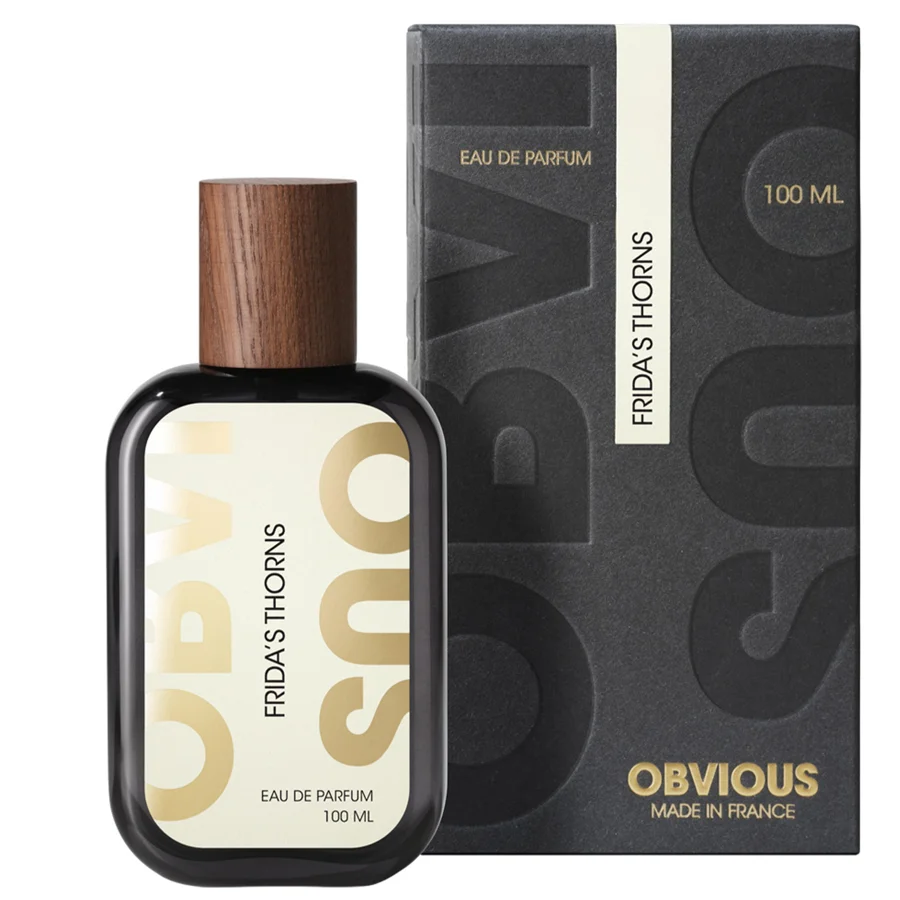 OBVI
OUS
FRIDA'S THORNS
EAU DE PARFUM
100 ML
OBVI
OUS
EAU DE PARFUM
100 ML
FRIDA'S THORNS
OBVIOUS
MADE IN FRANCE